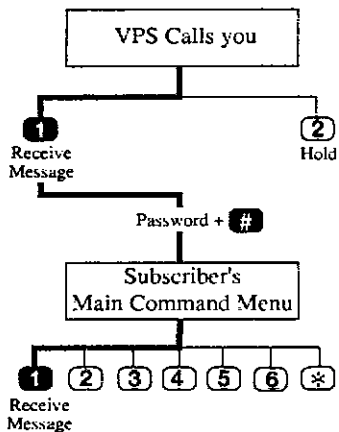 VPS Calls you
1 2
Receive Hold
Message
Password + #
Subscriber's
Main Command Menu
1 2 3 4 5 6 *
Receive
Message